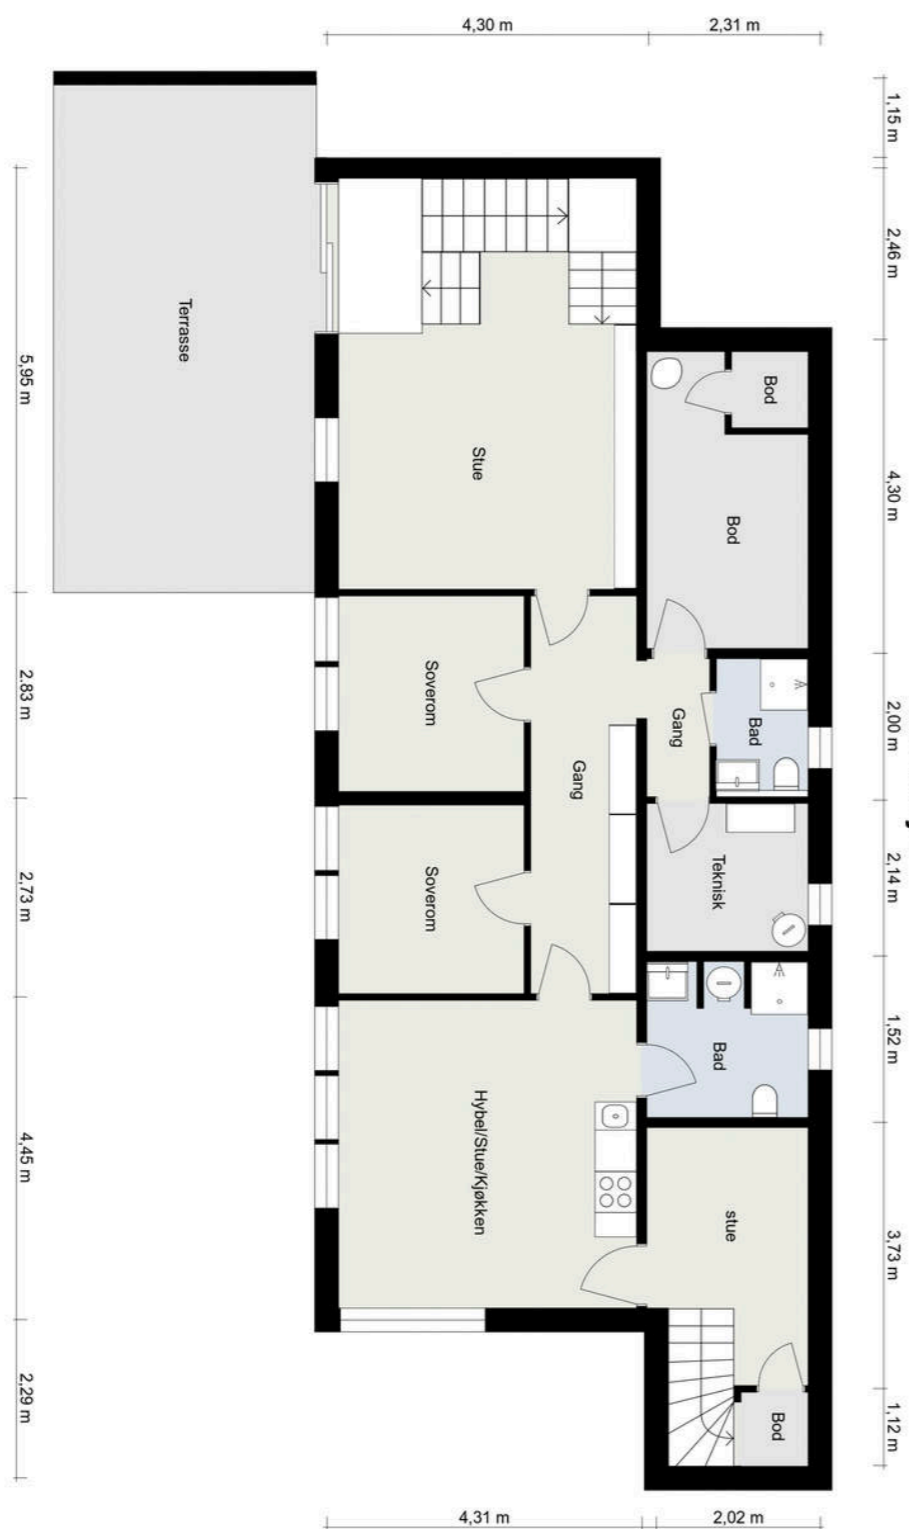 4,30 m
2,31 m
1,15 m
2,46 m
5,95 m
4,30 m
2,83 m
2,00 m
2,73 m
2,14 m
1,52 m
4,45 m
3,73 m
2,29 m
1,12 m
4,31 m
2,02 m
Terrasse
Stue
Bod
Bod
Soverom
Gang
Gang
Bad
Soverom
Teknisk
Bad
Hybel/Stue/Kjøkken
stue
Bod